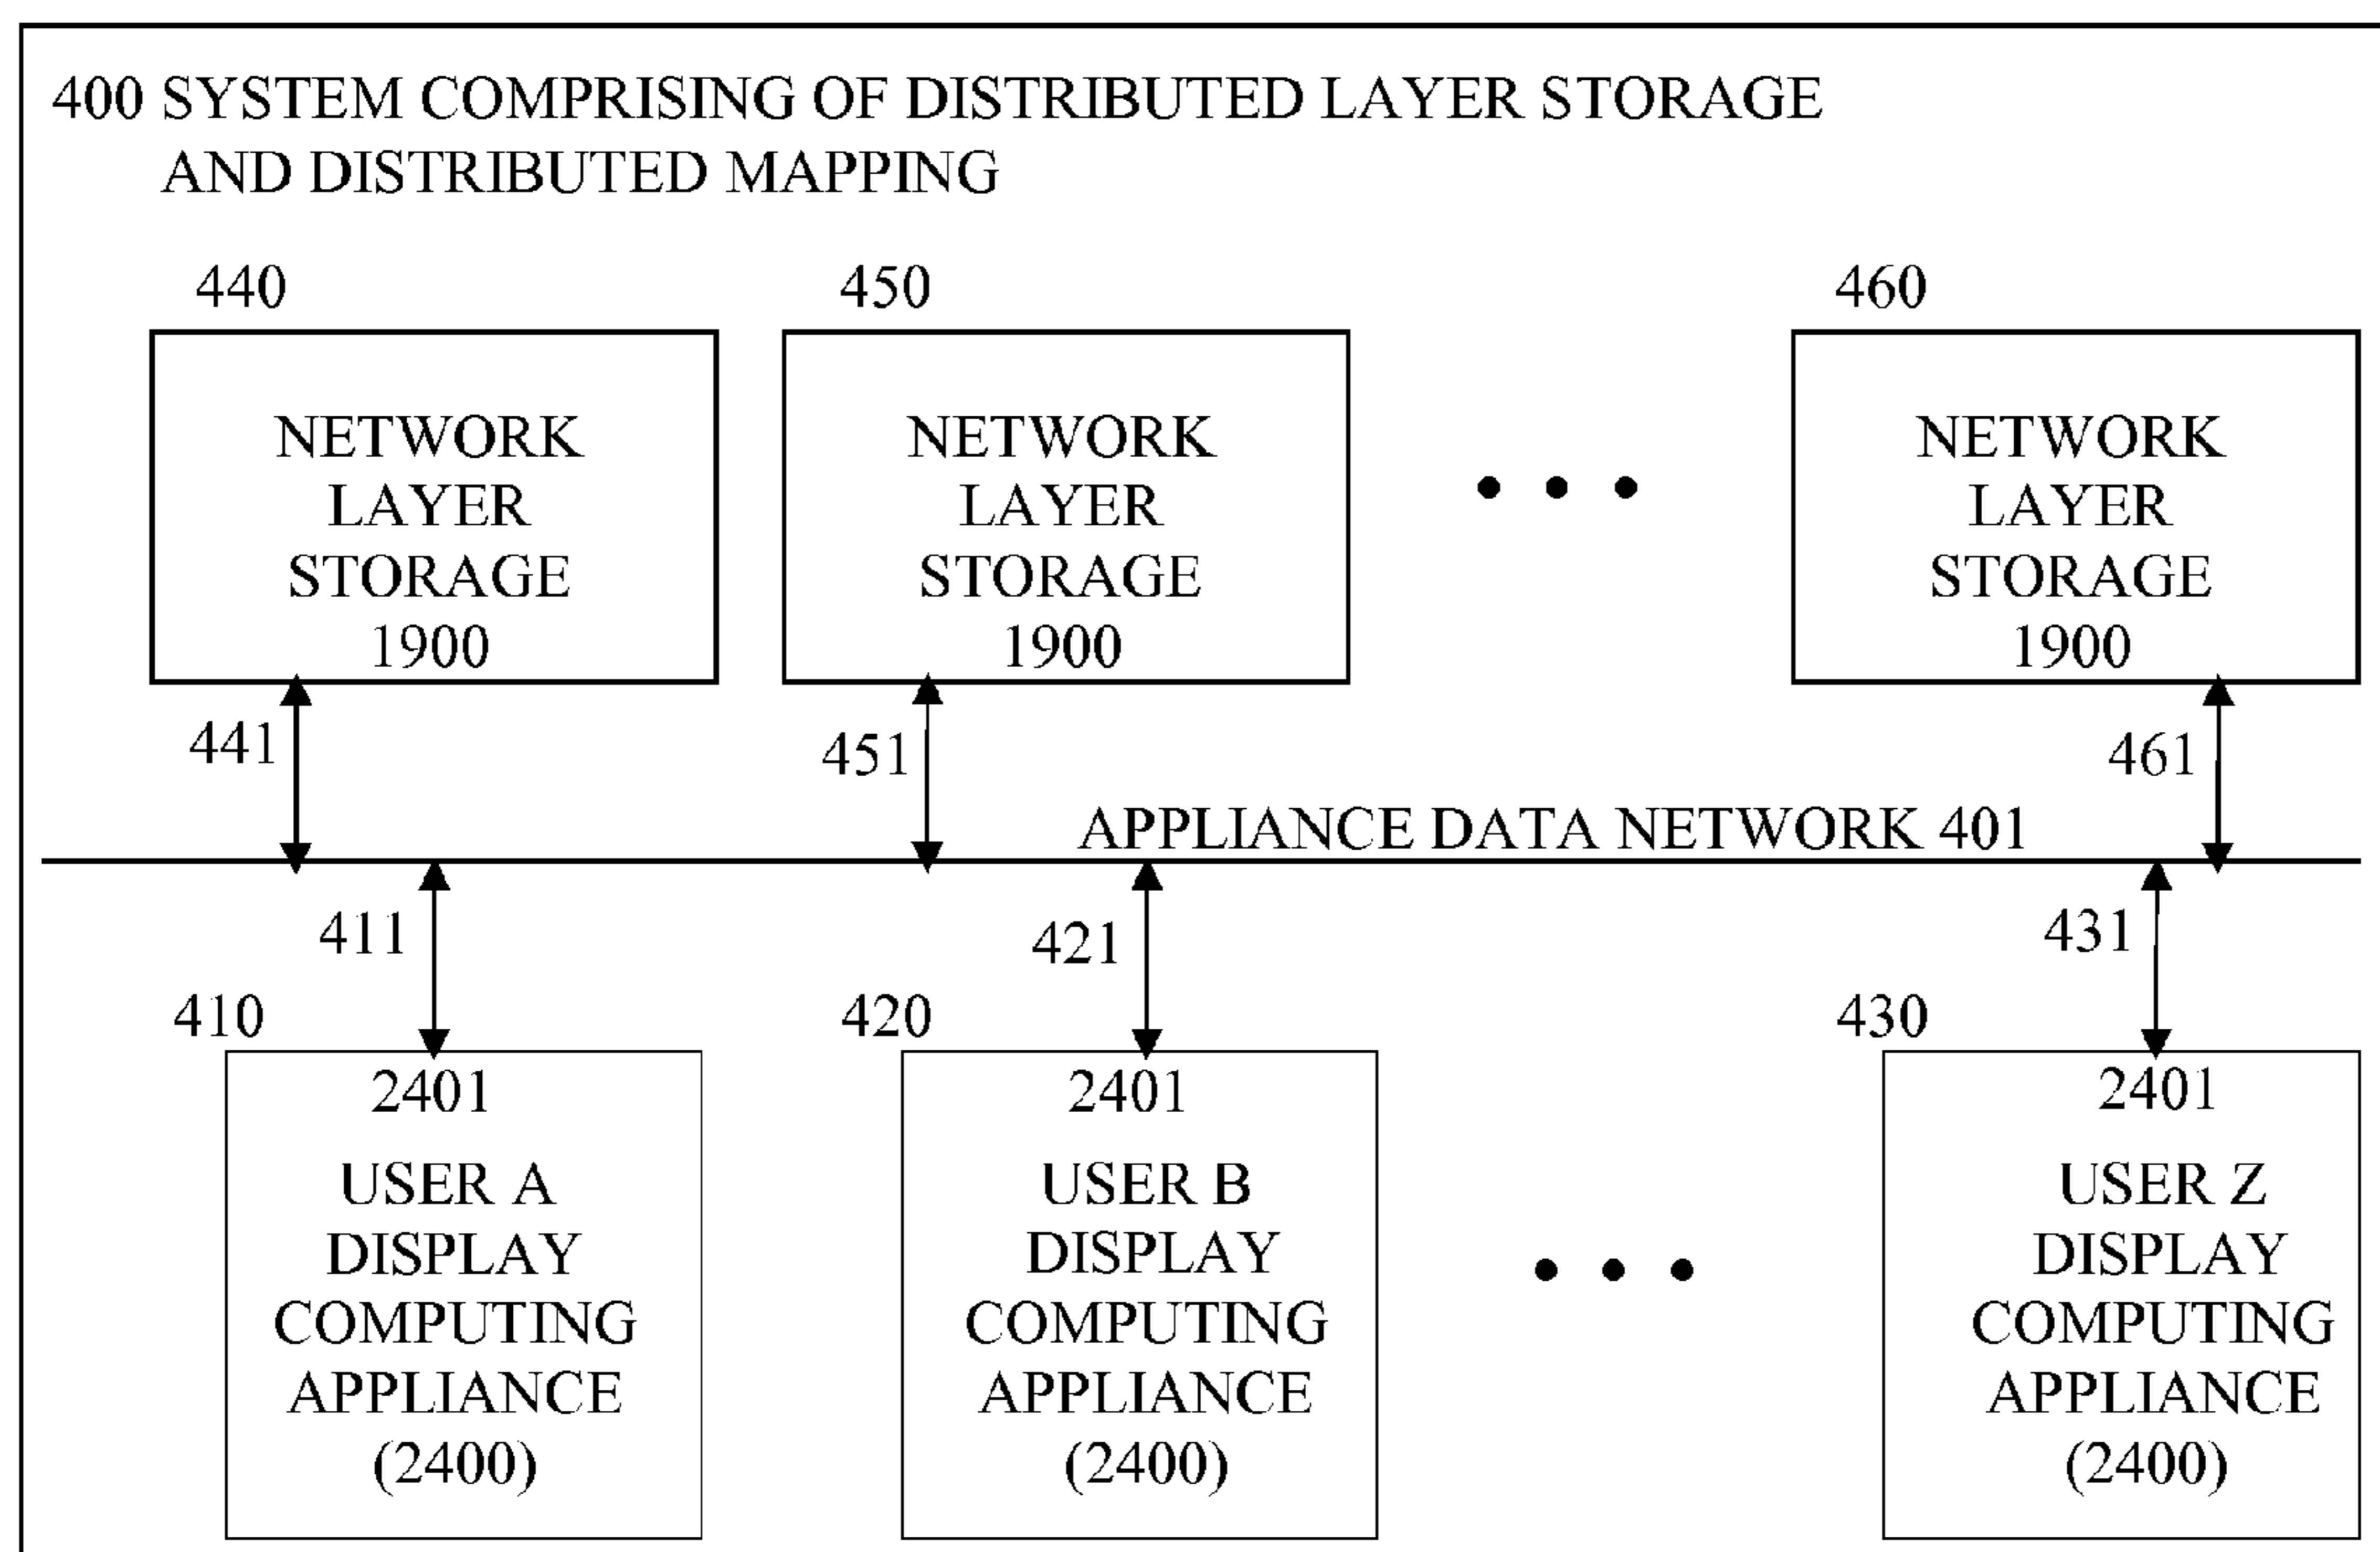 400 SYSTEM COMPRISING OF DISTRIBUTED LAYER STORAGE
AND DISTRIBUTED MAPPING
440
450
460
NETWORK
LAYER
STORAGE
1900
NETWORK
LAYER
STORAGE
1900
NETWORK
LAYER
STORAGE
1900
441
451
461
APPLIANCE DATA NETWORK 401
411
421
431
410
420
430
2401
USER A
DISPLAY
COMPUTING
APPLIANCE
(2400)
2401
USER B
DISPLAY
COMPUTING
APPLIANCE
(2400)
2401
USER Z
DISPLAY
COMPUTING
APPLIANCE
(2400)